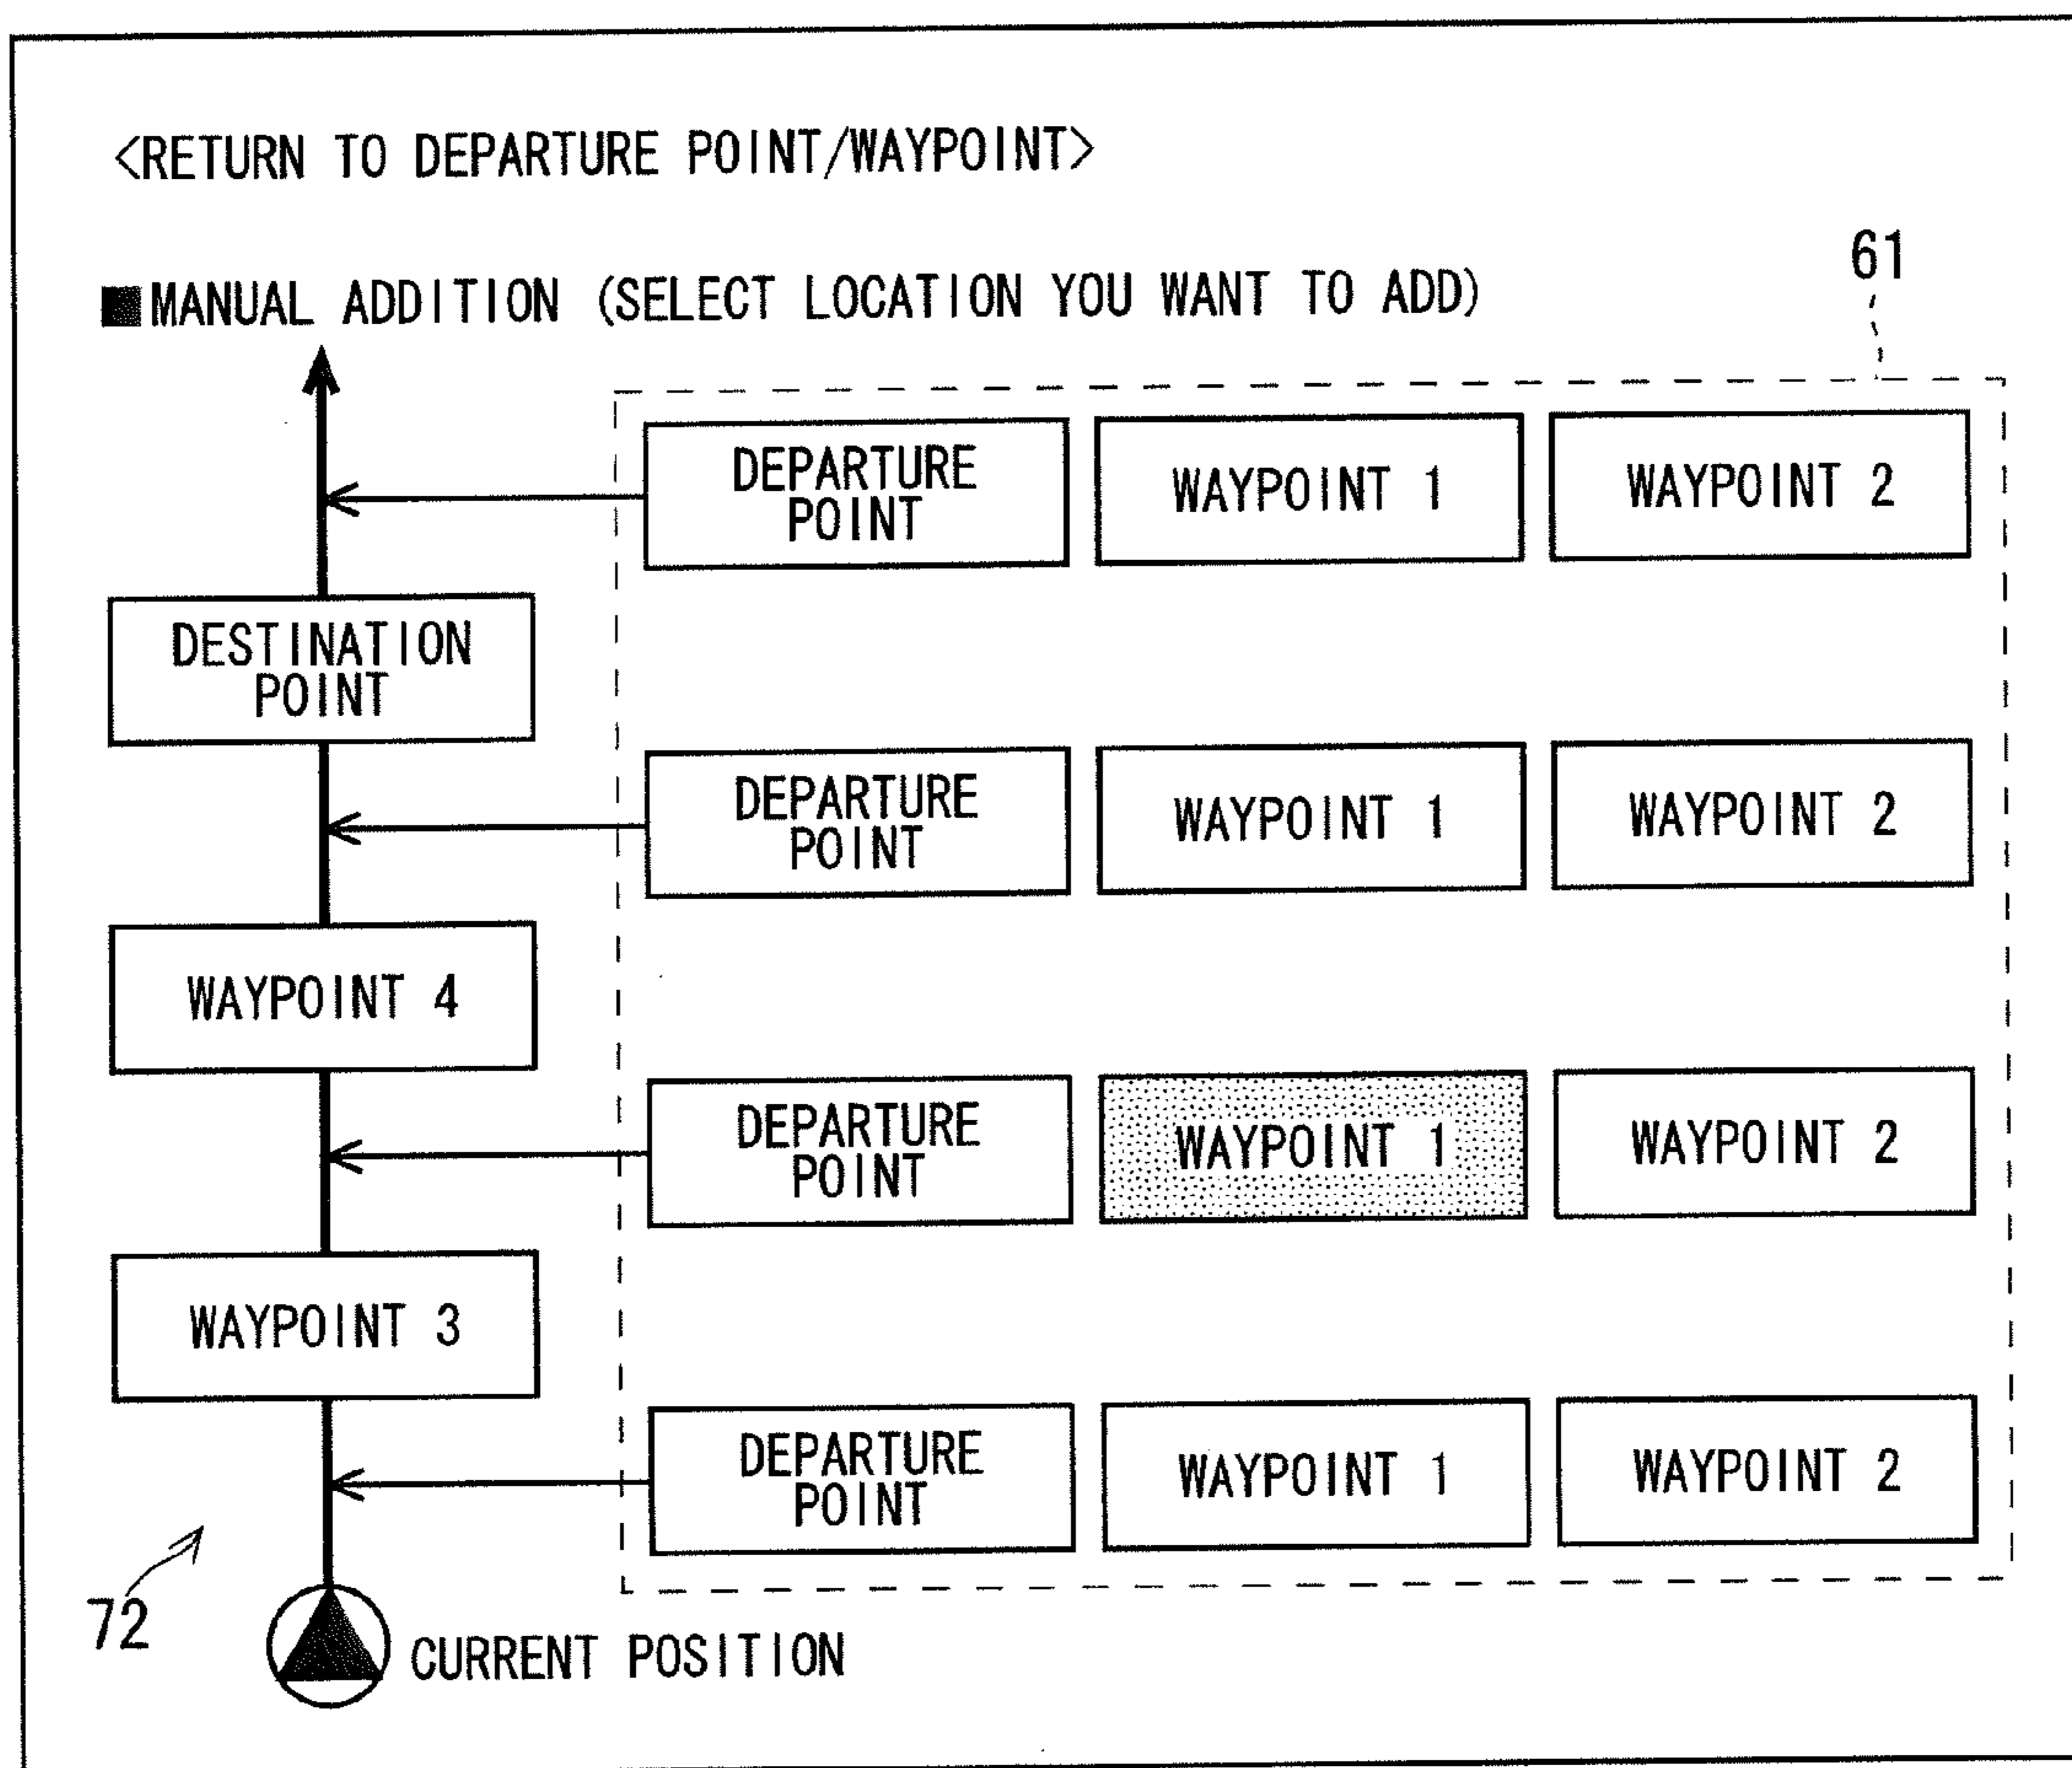 <RETURN TO DEPARTURE POINT/WAYPOINT>
61
■MANUAL ADDITION (SELECT LOCATION YOU WANT TO ADD)
DEPARTURE
POINT
WAYPOINT 1
WAYPOINT 2
DESTINATION
POINT
DEPARTURE
POINT
WAYPOINT 1
WAYPOINT 2
WAYPOINT 4
DEPARTURE
POINT
WAYPOINT 1
WAYPOINT 2
WAYPOINT 3
DEPARTURE
POINT
WAYPOINT 1
WAYPOINT 2
72
CURRENT POSITION